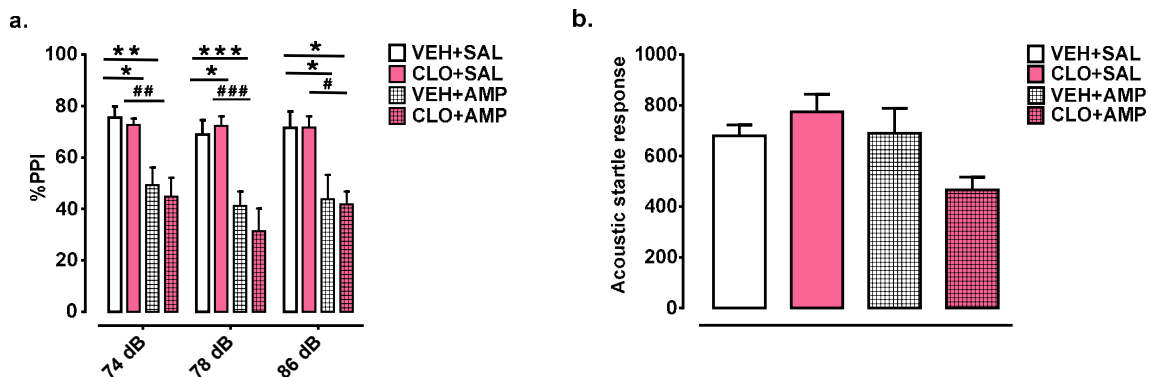 a.
%PPI
100
80
60
40
20
0
** *** *
* * *
## ### #
74 dB 78 dB 86 dB
VEH+SAL
CLO+SAL
VEH+AMP
CLO+AMP
b.
Acoustic startle response
1000
800
600
400
200
0
VEH+SAL
CLO+SAL
VEH+AMP
CLO+AMP